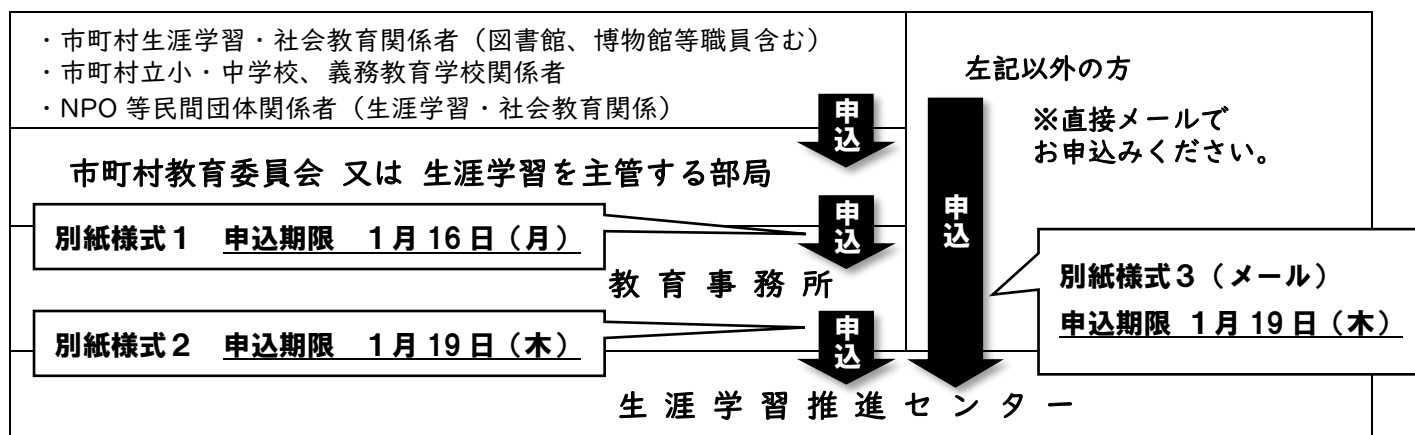 ・市町村生涯学習・社会教育関係者（図書館、博物館等職員含む）
・市町村立小・中学校、義務教育学校関係者
・NPO 等民間団体関係者（生涯学習・社会教育関係）
申込
市町村教育委員会 又は 生涯学習を主管する部局
申込
別紙様式１　申込期限　１月 16 日（月）
教 育 事 務 所
申込
別紙様式２　申込期限　１月 19 日（木）
生 涯 学 習 推 進 セ ン タ ー
左記以外の方
※直接メールで
お申込みください。
申込
別紙様式３（メール）
申込期限 １月 19 日（木）